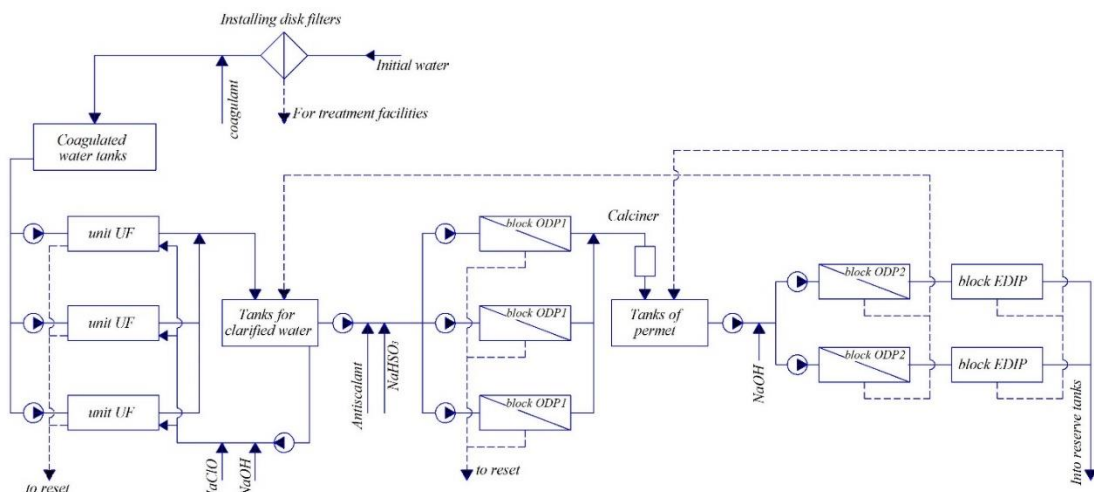 Installing disk filters
Initial water
coagulant
For treatment facilities
Coagulated
water tanks
unit UF
unit UF
unit UF
to reset
NaOH
Tanks for
clarified water
Antiscalant
NaHSO₃
block ODP1
block ODP1
block ODP1
to reset
Calciner
Tanks of
permet
NaOH
block ODP2
block EDIP
block ODP2
block EDIP
Into reserve tanks